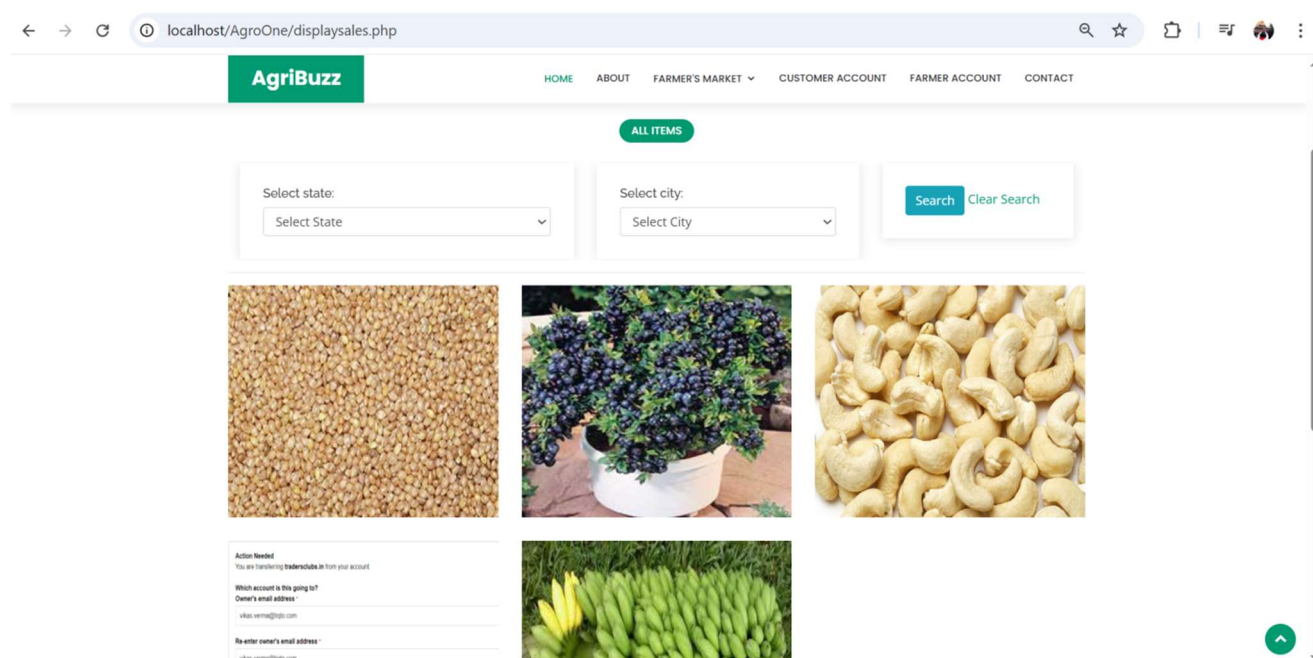 localhost/AgroOne/displaysales.php
AgriBuzz HOME ABOUT FARMER'S MARKET CUSTOMER ACCOUNT FARMER ACCOUNT CONTACT
ALL ITEMS
Select state: Select city:
Search Clear Search
Select State Select City
Action Needed
You are transferring tradersclubs.in from your account
Which account is this going to?
Owner's email address *
Re-enter owner's email address *